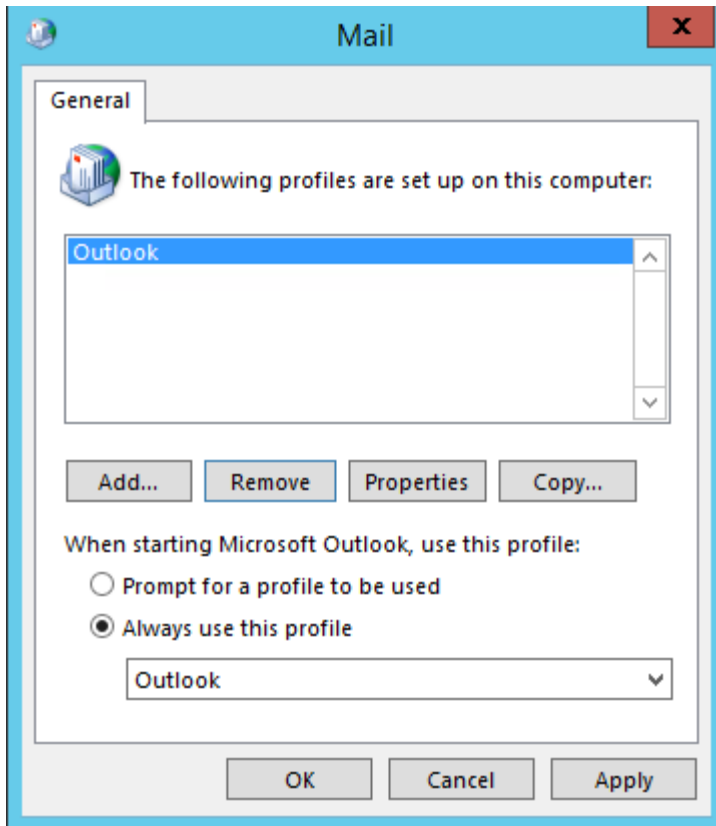 Mail
X
General
The following profiles are set up on this computer:
Outlook
Add... Remove Properties Copy...
When starting Microsoft Outlook, use this profile:
Prompt for a profile to be used
Always use this profile
Outlook
OK Cancel Apply